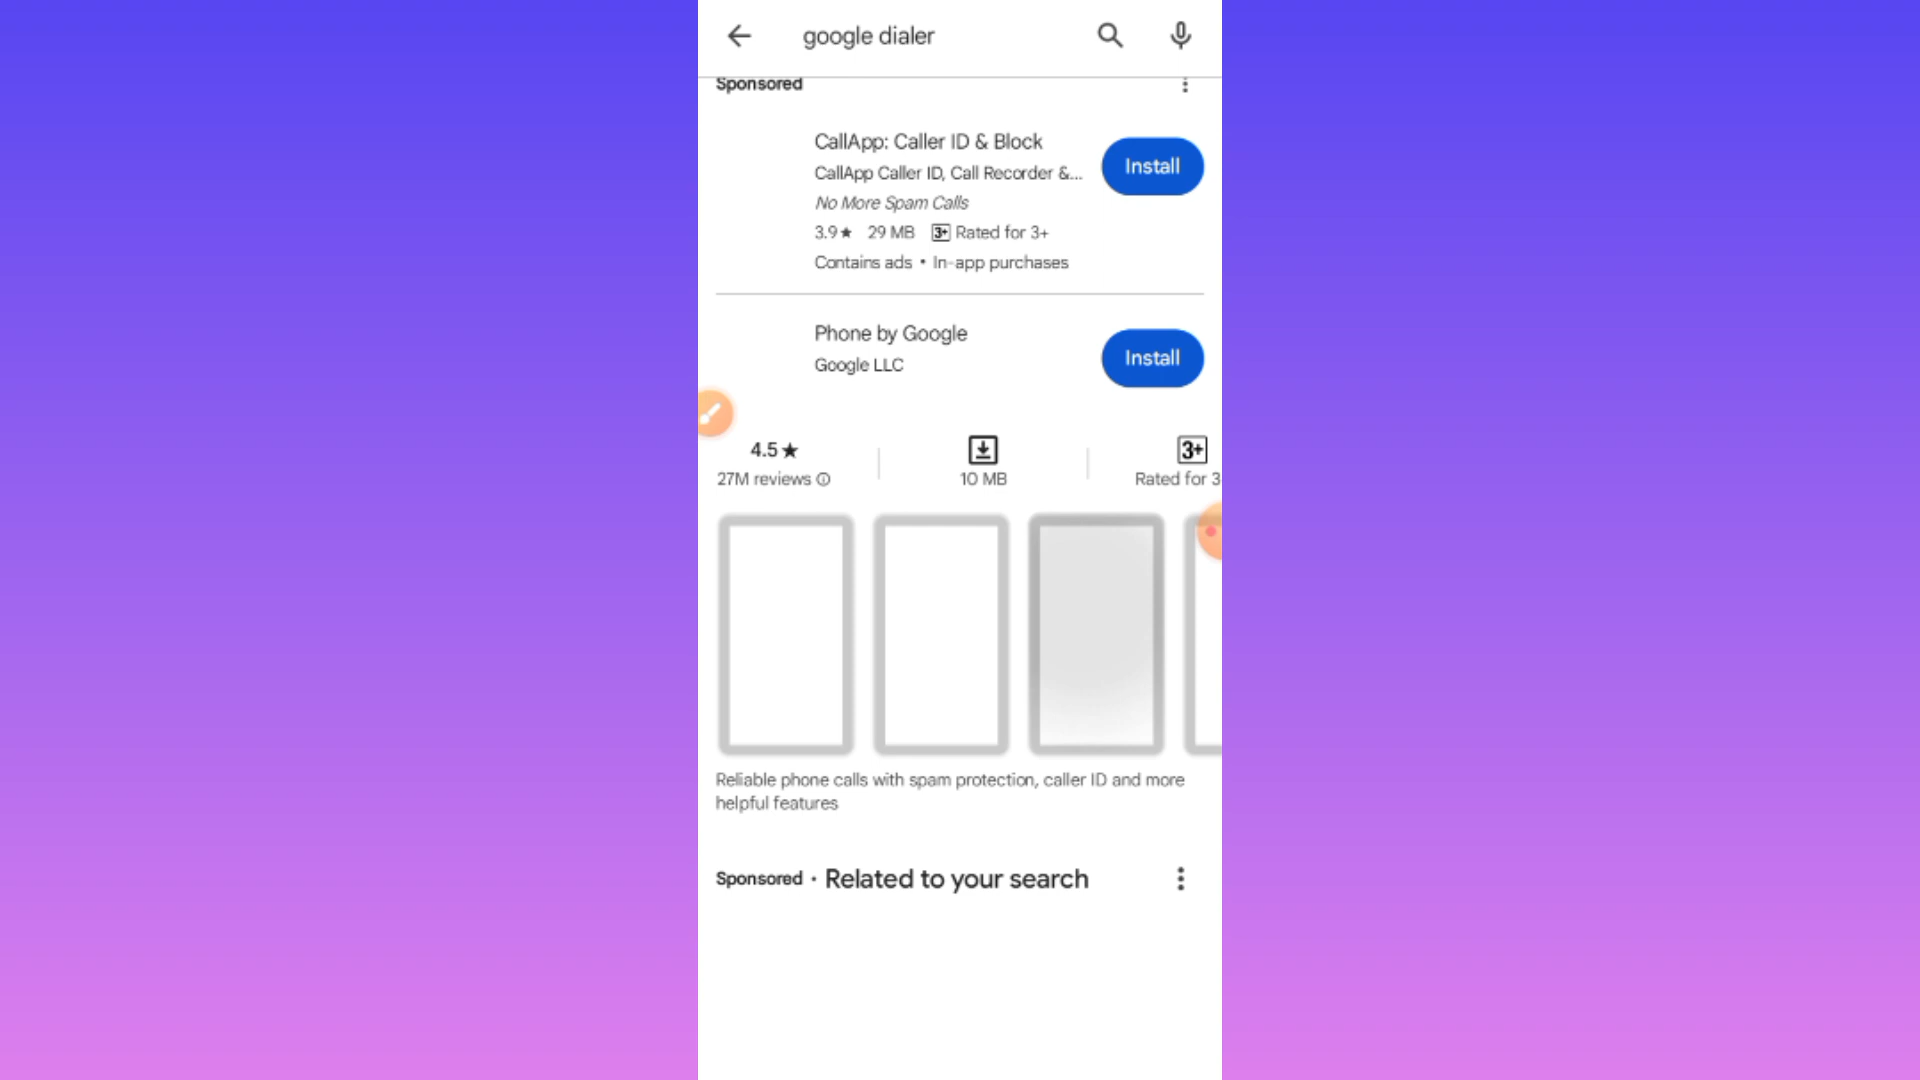 google dialer
Sponsored
CallApp: Caller ID & Block
CallApp Caller ID, Call Recorder &...
Install
No More Spam Calls
3.9★ 29 MB 3+ Rated for 3+
Contains ads • In-app purchases
Phone by Google
Google LLC
Install
4.5★
27M reviews
10 MB
3+
Rated for 3
Reliable phone calls with spam protection, caller ID and more
helpful features
Sponsored • Related to your search